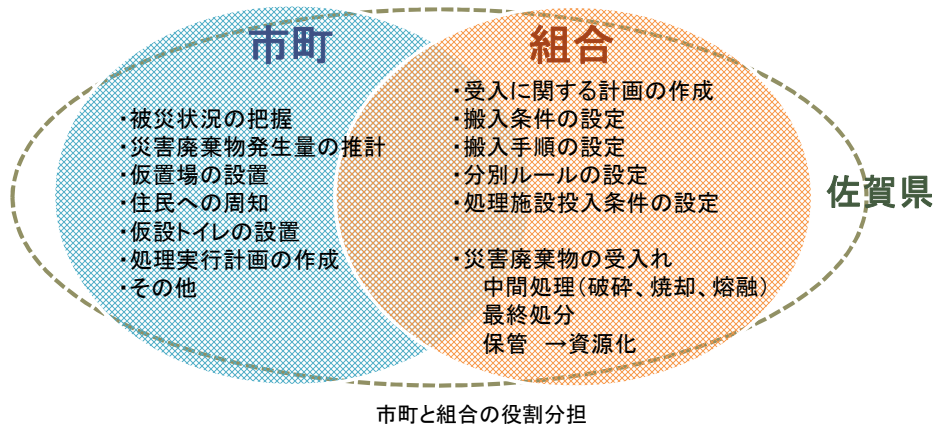 市町
・被災状況の把握
・災害廃棄物発生量の推計
・仮置場の設置
・住民への周知
・仮設トイレの設置
・処理実行計画の作成
・その他
組合
・受入に関する計画の作成
・搬入条件の設定
・搬入手順の設定
・分別ルールの設定
・処理施設投入条件の設定
・災害廃棄物の受入れ
中間処理（破砕、焼却、熔融）
最終処分
保管　→資源化
佐賀県
市町と組合の役割分担